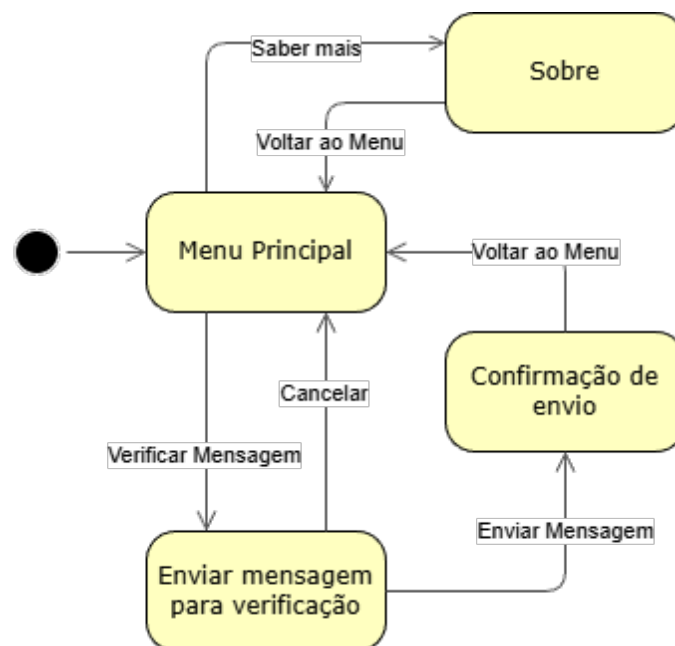 Saber mais
Sobre
Voltar ao Menu
Menu Principal
Voltar ao Menu
Confirmação de
envio
Cancelar
Verificar Mensagem
Enviar Mensagem
Enviar mensagem
para verificação